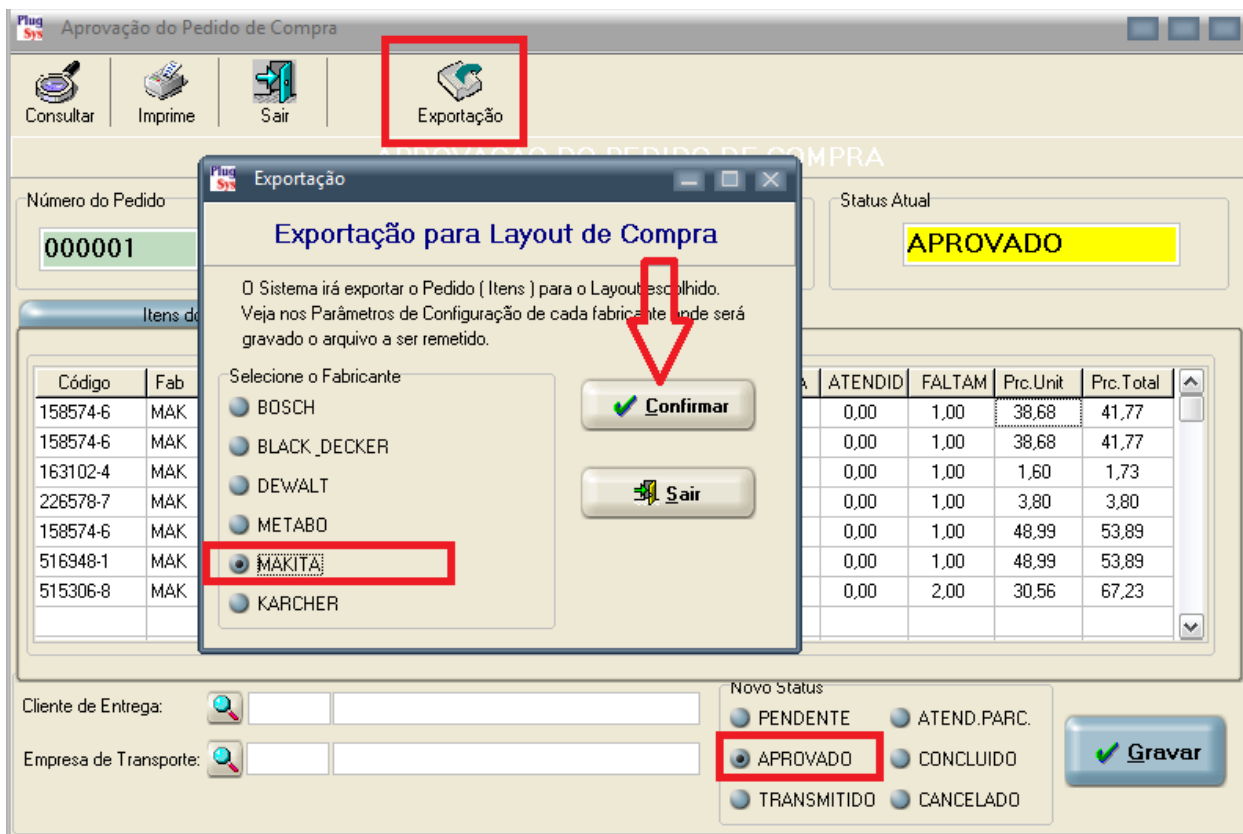 Plug Sys Aprovação do Pedido de Compra
Consultar Imprime Sair Exportação
APROVAÇÃO DO PEDIDO DE COMPRA
Plug Sys Exportação
Número do Pedido
Status Atual
000001
APROVADO
Exportação para Layout de Compra
O Sistema irá exportar o Pedido ( Itens ) para o Layout escolhido.
Veja nos Parâmetros de Configuração de cada fabricante onde será
gravado o arquivo a ser remetido.
Itens do
Selecione o Fabricante
BOSCH
BLACK_DECKER
DEWALT
METABO
MAKITA
KARCHER
Confirmar
Sair
Código Fab ATENDID FALTAM Prc.Unit Prc.Total
158574-6 MAK 0,00 1,00 38,68 41,77
158574-6 MAK 0,00 1,00 38,68 41,77
163102-4 MAK 0,00 1,00 1,60 1,73
226578-7 MAK 0,00 1,00 3,80 3,80
158574-6 MAK 0,00 1,00 48,99 53,89
516948-1 MAK 0,00 1,00 48,99 53,89
515306-8 MAK 0,00 2,00 30,56 67,23
Cliente de Entrega:
Empresa de Transporte:
Novo Status
PENDENTE ATEND.PARC.
APROVADO CONCLUIDO
TRANSMITIDO CANCELADO
Gravar